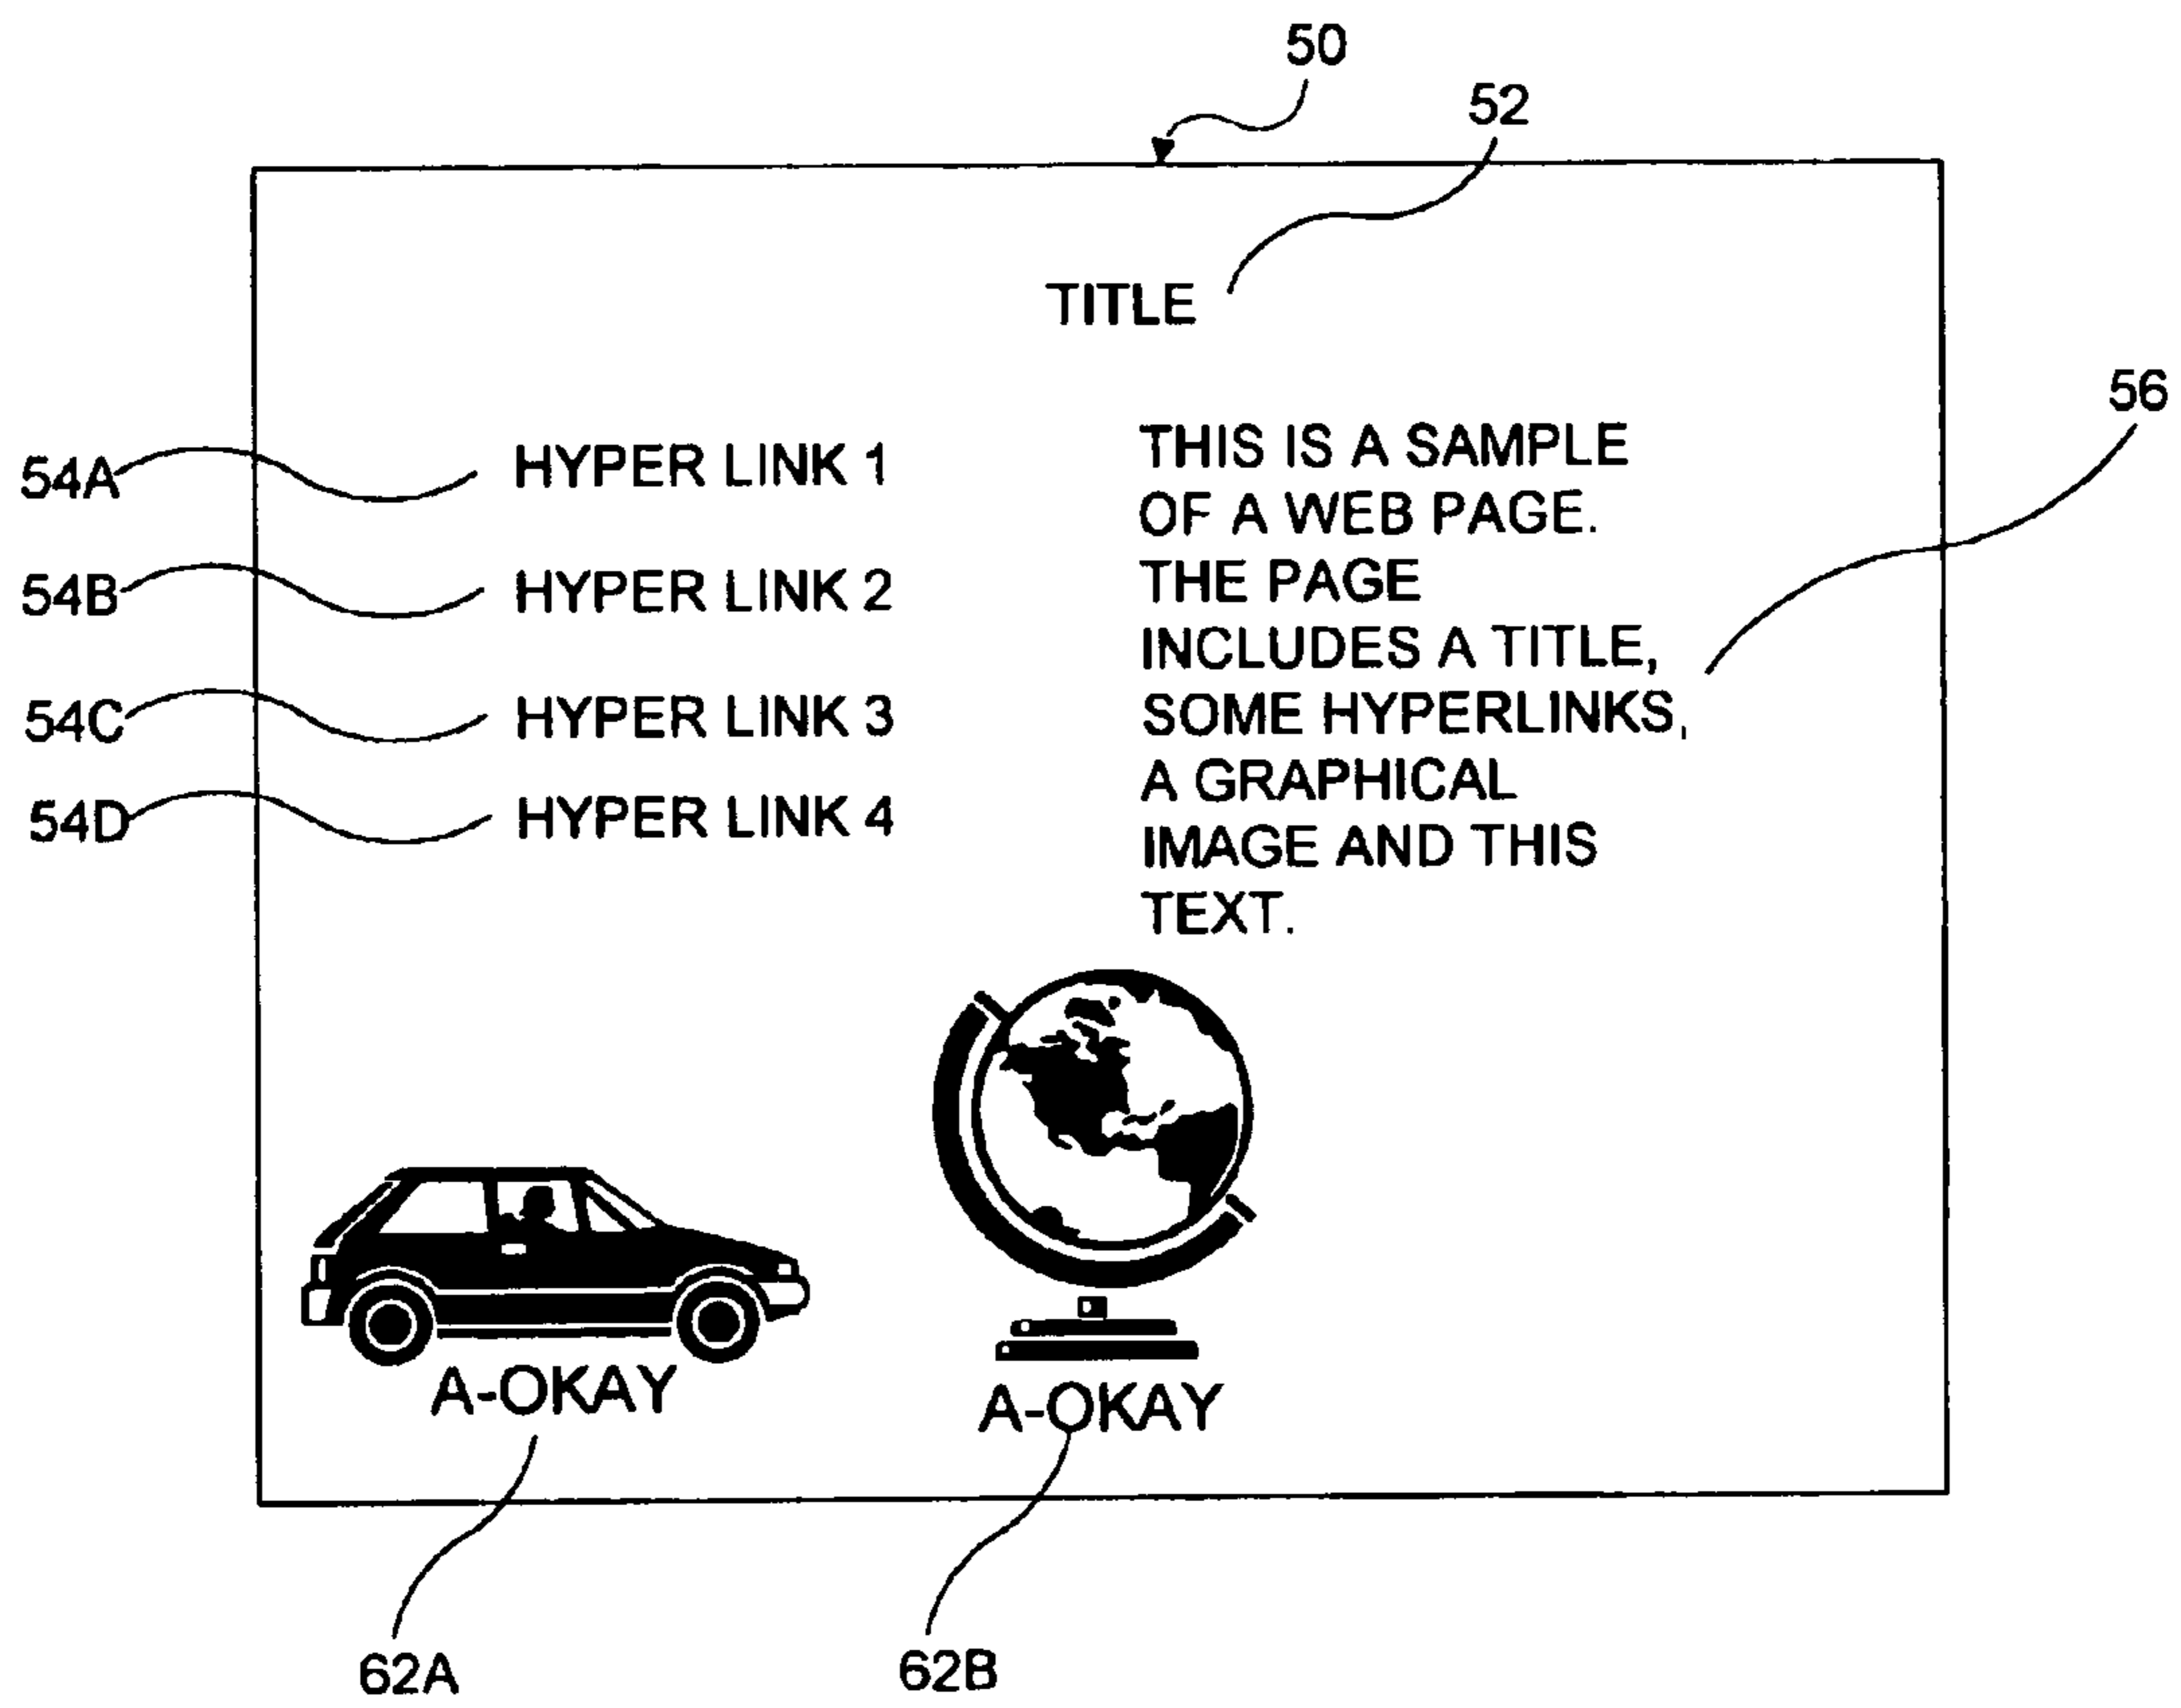 50
52
TITLE
56
54A
HYPER LINK 1
54B
HYPER LINK 2
54C
HYPER LINK 3
54D
HYPER LINK 4
THIS IS A SAMPLE
OF A WEB PAGE.
THE PAGE
INCLUDES A TITLE,
SOME HYPERLINKS,
A GRAPHICAL
IMAGE AND THIS
TEXT.
A-OKAY
A-OKAY
62A
62B